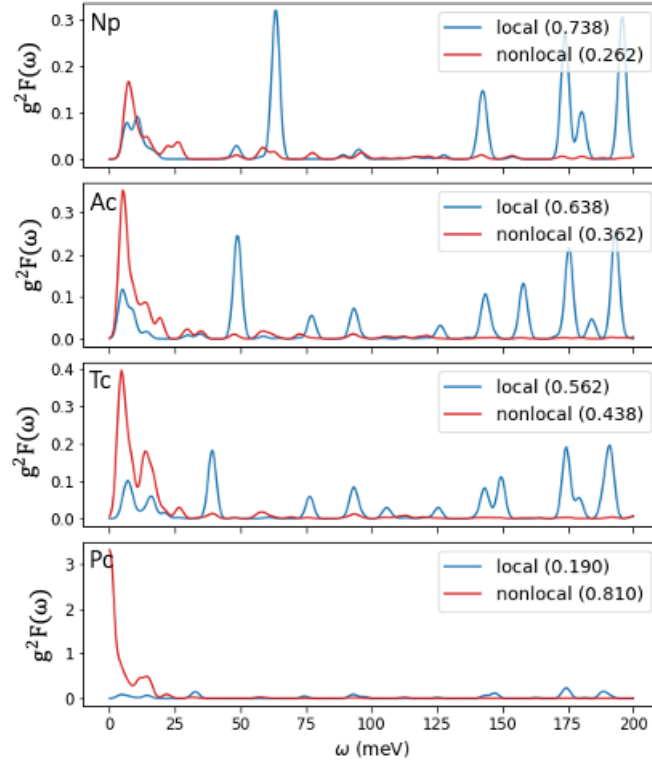 Np
g²F(ω)
0.3
0.2
0.1
0.0
local (0.738)
nonlocal (0.262)
Ac
g²F(ω)
0.3
0.2
0.1
0.0
local (0.638)
nonlocal (0.362)
Tc
g²F(ω)
0.4
0.3
0.2
0.1
0.0
local (0.562)
nonlocal (0.438)
Pc
g²F(ω)
3
2
1
0
local (0.190)
nonlocal (0.810)
0 25 50 75 100 125 150 175 200
ω (meV)